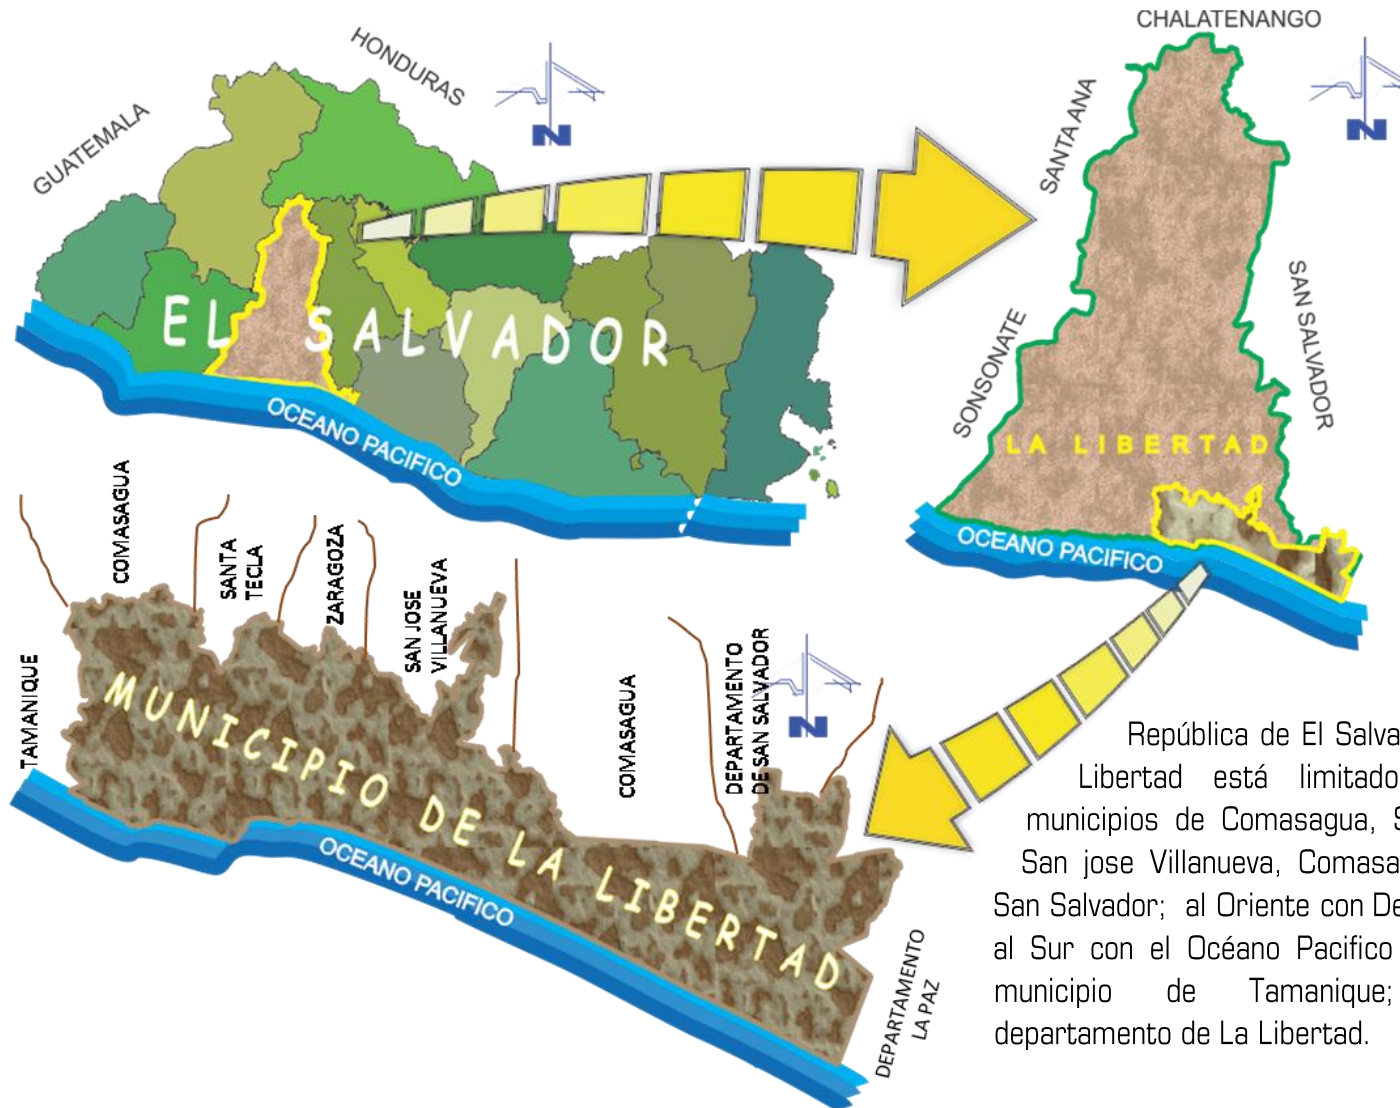 HONDURAS
GUATEMALA
N
EL SALVADOR
OCEANO PACIFICO
CHALATENANGO
N
SANTA ANA
SONSONATE
SAN SALVADOR
LA LIBERTAD
OCEANO PACIFICO
COMASAGUA
SANTA
TECLA
ZARAGOZA
SAN JOSE
VILLANUEVA
COMASAGUA
DEPARTAMENTO
DE SAN SALVADOR
N
TAMANIQUE
MUNICIPIO DE LA LIBERTAD
OCEANO PACIFICO
DEPARTAMENTO
LA PAZ
República de El Salva
Libertad está limitado
municipios de Comasagua, S
San jose Villanueva, Comasa
San Salvador; al Oriente con De
al Sur con el Océano Pacifico
municipio de Tamanique;
departamento de La Libertad.